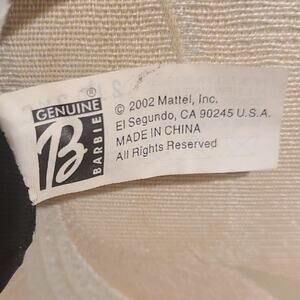 GENUINE
B®
BARBIE
© 2002 Mattel, Inc.
El Segundo, CA 90245 U.S.A.
MADE IN CHINA
All Rights Reserved